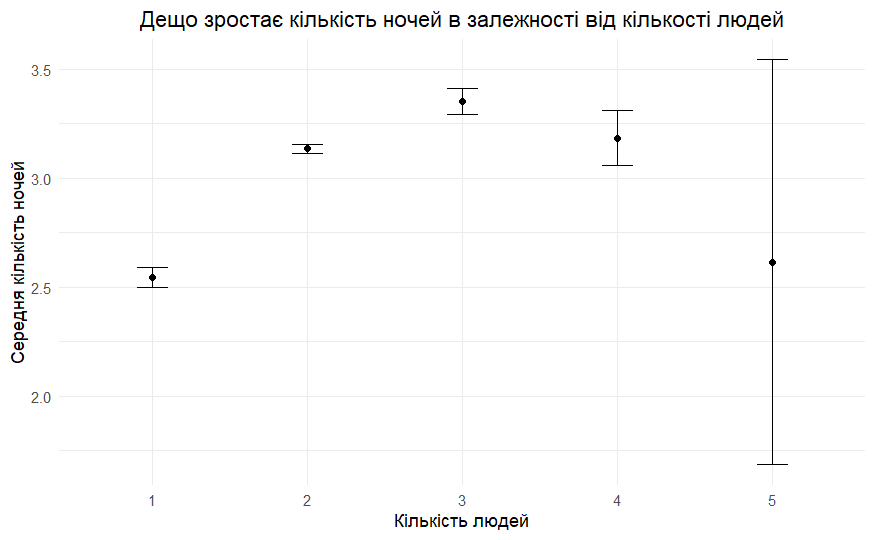 Дещо зростає кількість ночей в залежності від кількості людей
Середня кількість ночей
3.5
3.0
2.5
2.0
1 2 3 4 5
Кількість людей